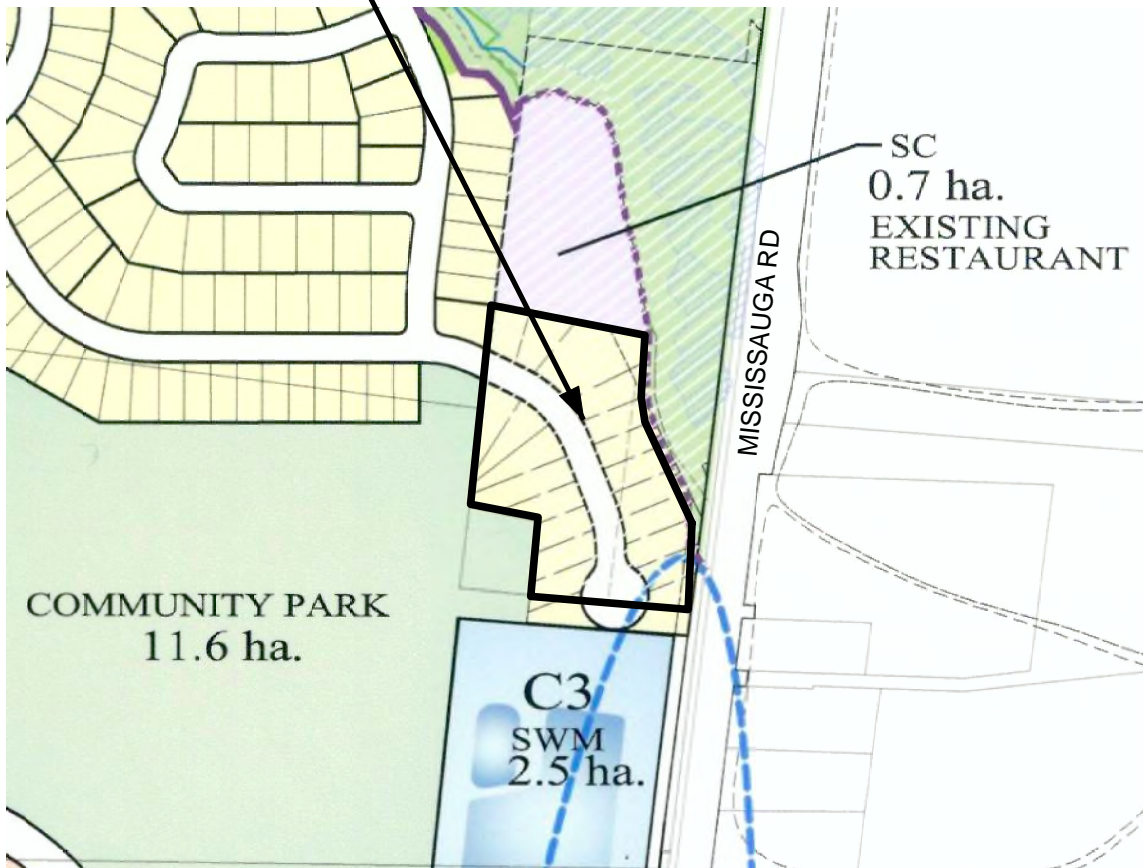 SC
0.7 ha.
EXISTING
RESTAURANT
MISSISSAUGA RD
COMMUNITY PARK
11.6 ha.
C3
SWM
2.5 ha.